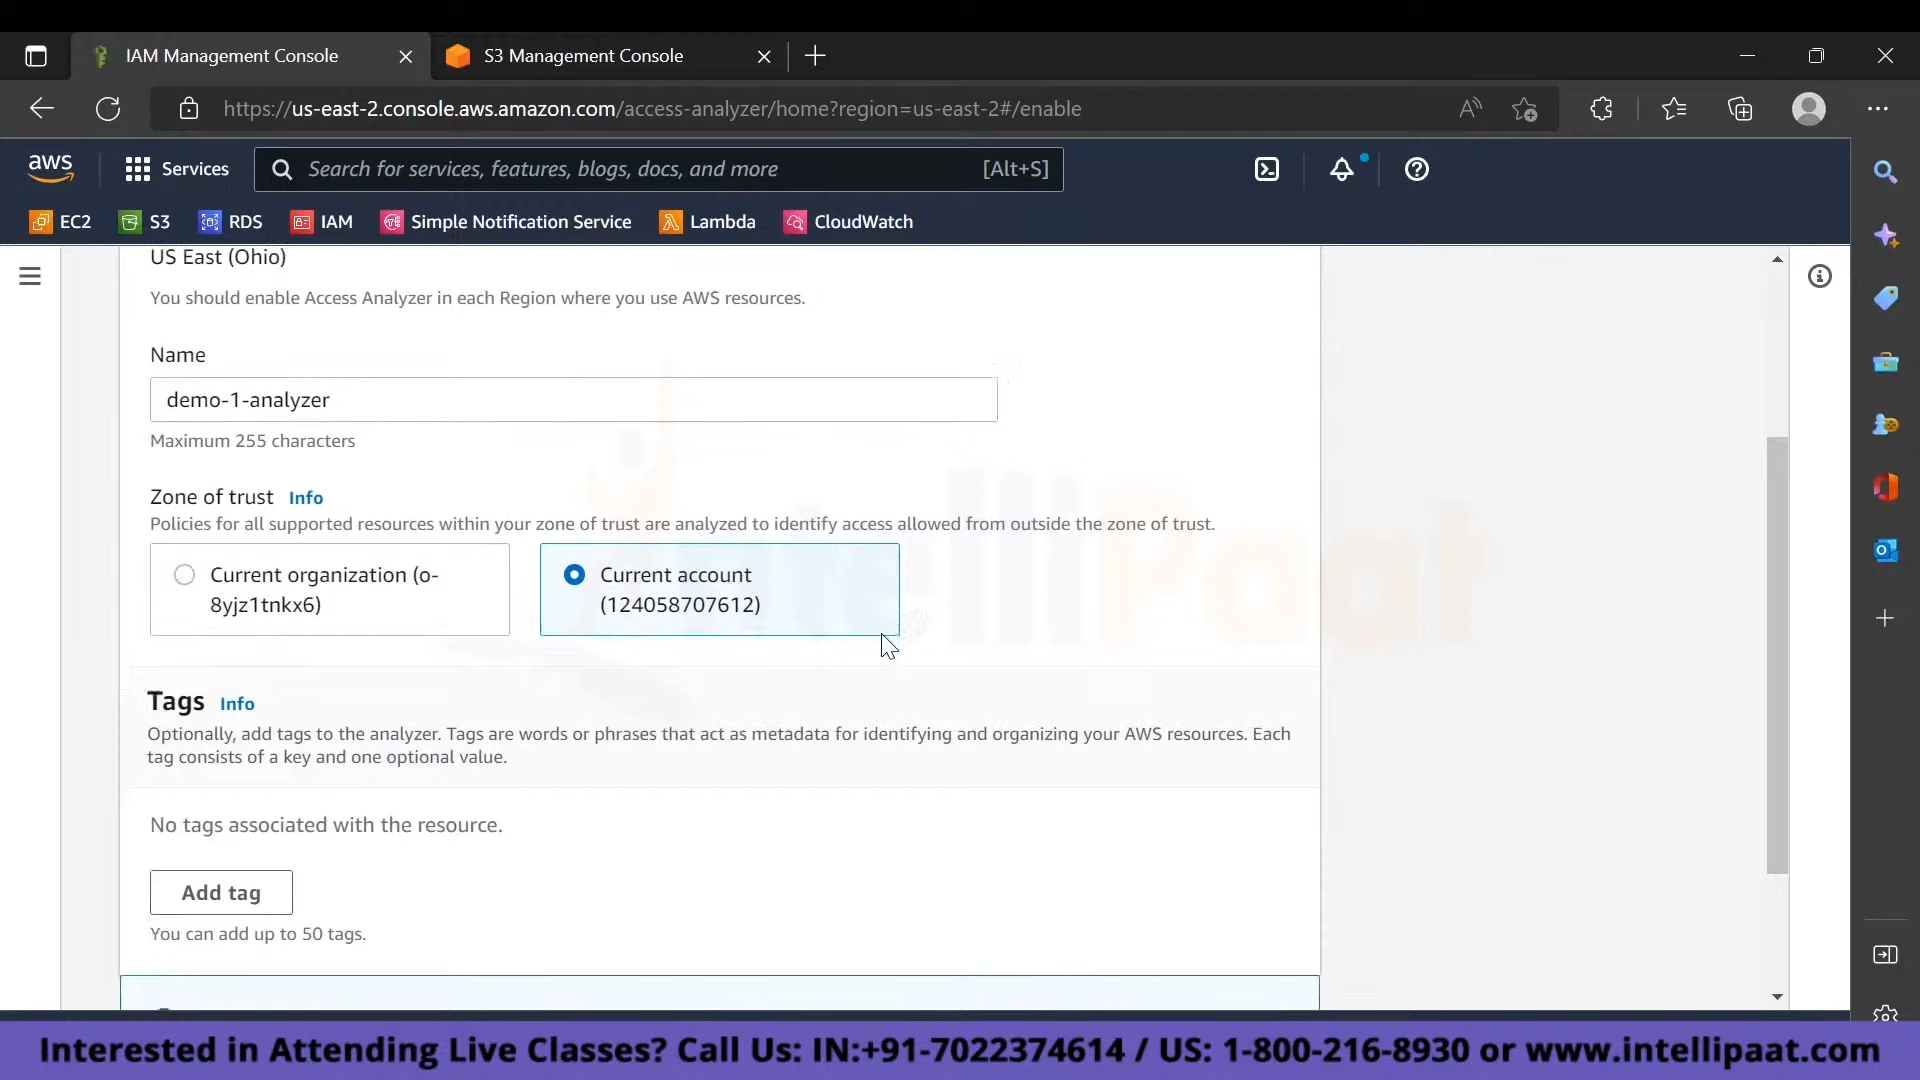 IAM Management Console
S3 Management Console
https://us-east-2.console.aws.amazon.com/access-analyzer/home?region=us-east-2#/enable
aws
Services
Search for services, features, blogs, docs, and more
[Alt+S]
EC2
S3
RDS
IAM
Simple Notification Service
Lambda
CloudWatch
US East (Ohio)
You should enable Access Analyzer in each Region where you use AWS resources.
Name
demo-1-analyzer
Maximum 255 characters
Zone of trust Info
Policies for all supported resources within your zone of trust are analyzed to identify access allowed from outside the zone of trust.
Current organization (o-
8yjz1tnkx6)
Current account
(124058707612)
IntelliPaat
Tags Info
Optionally, add tags to the analyzer. Tags are words or phrases that act as metadata for identifying and organizing your AWS resources. Each
tag consists of a key and one optional value.
No tags associated with the resource.
Add tag
You can add up to 50 tags.
Interested in Attending Live Classes? Call Us: IN:+91-7022374614 / US: 1-800-216-8930 or www.intellipaat.com